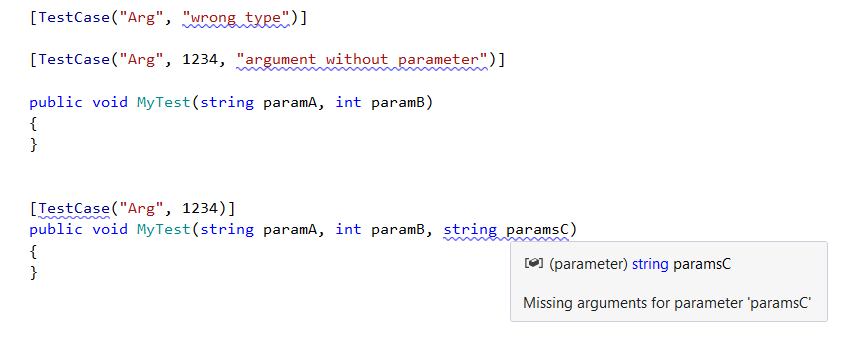 [TestCase("Arg", "wrong type")]
[TestCase("Arg", 1234, "argument without parameter")]
public void MyTest(string paramA, int paramB)
{
}
[TestCase("Arg", 1234)]
public void MyTest(string paramA, int paramB, string paramsC)
{
}
(parameter) string paramsC
Missing arguments for parameter 'paramsC'